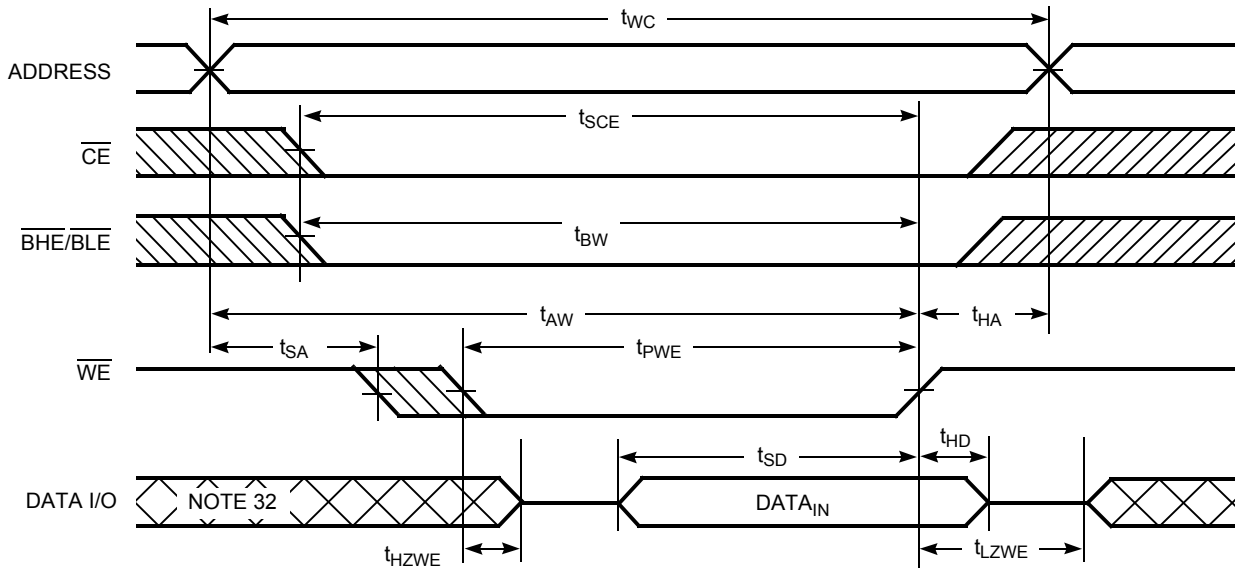 tWC
ADDRESS
tSCE
CE
BHE/BLE
tBW
tAW
tHA
tSA
tPWE
WE
tHD
tSD
DATA I/O
NOTE 32
DATAIN
tHZWE
tLZWE